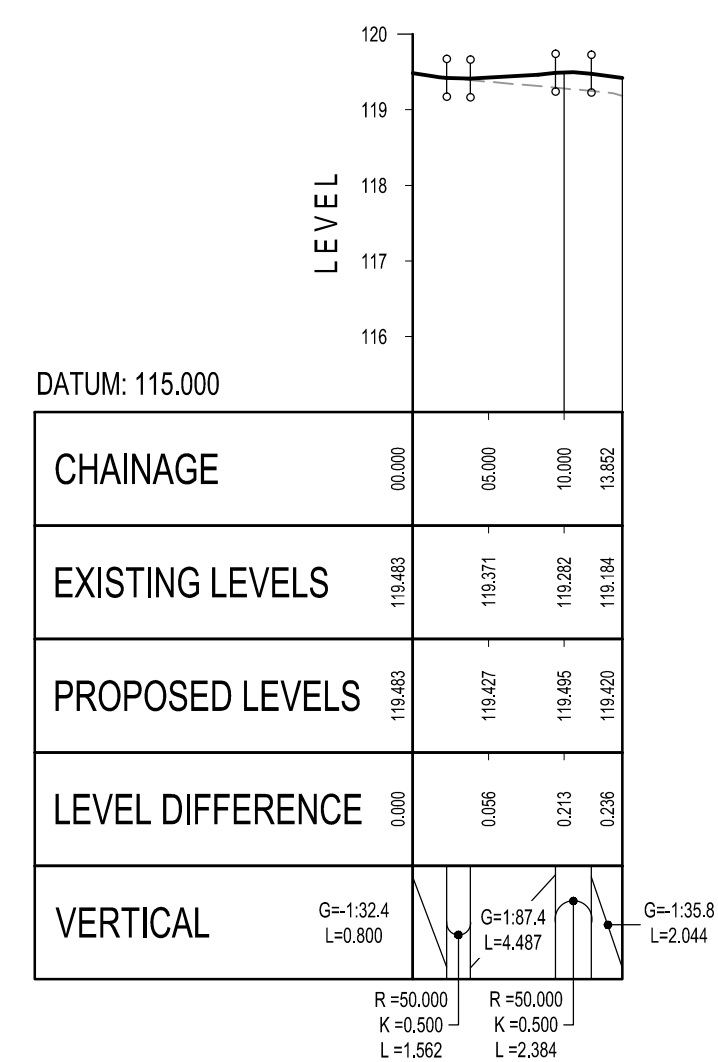 120
119
118
117
116
LEVEL
DATUM: 115.000
CHAINAGE 00.000 05.000 10.000 13.852
EXISTING LEVELS 119.483 119.371 119.282 119.184
PROPOSED LEVELS 119.483 119.427 119.495 119.420
LEVEL DIFFERENCE 0.000 0.056 0.213 0.236
VERTICAL
G=-1:32.4
L=0.800
G=1:87.4
L=4.487
G=-1:35.8
L=2.044
R =50.000
K =0.500
L =1.562
R =50.000
K =0.500
L =2.384